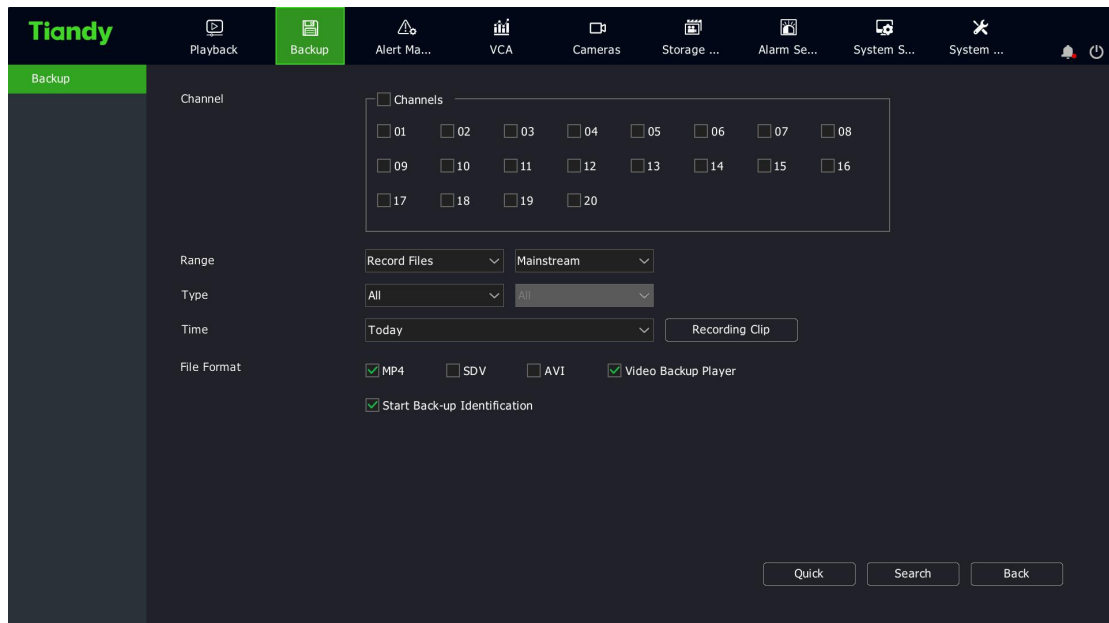 Tiandy
Playback
Backup
Alert Ma...
VCA
Cameras
Storage ...
Alarm Se...
System S...
System ...
Backup
Channel
Channels
01 02 03 04 05 06 07 08
09 10 11 12 13 14 15 16
17 18 19 20
Range Record Files Mainstream
Type All All
Time Today Recording Clip
File Format MP4 SDV AVI Video Backup Player
Start Back-up Identification
Quick Search Back